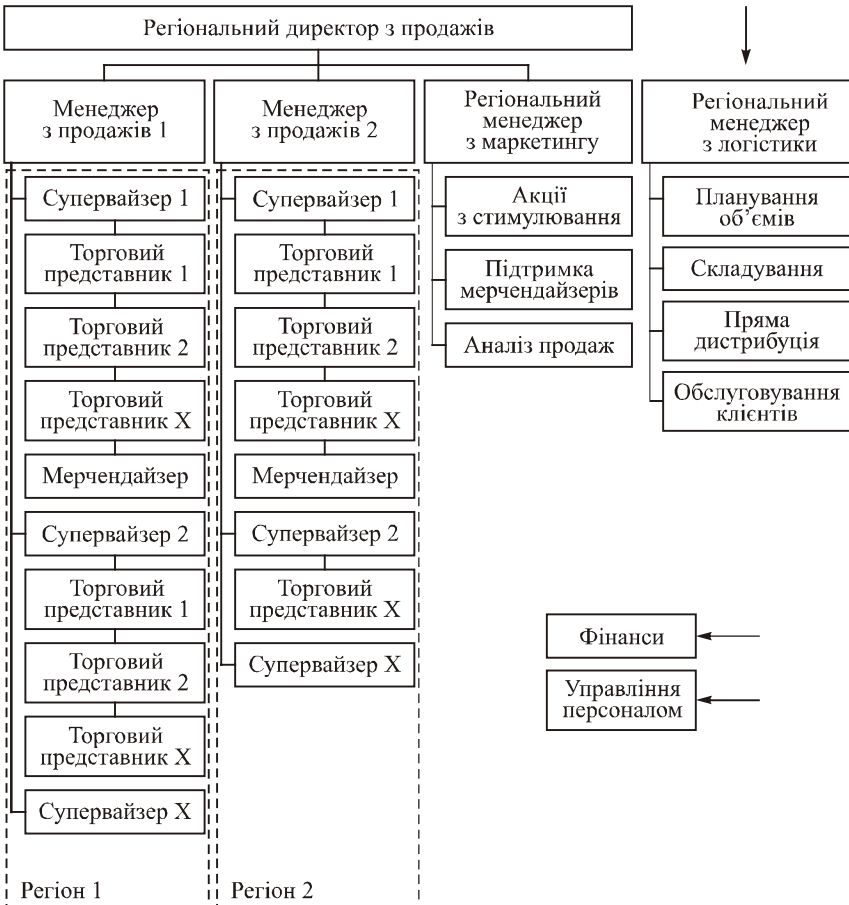 Регіональний директор з продажів
Менеджер
з продажів 1
Менеджер
з продажів 2
Регіональний
менеджер
з маркетингу
Регіональний
менеджер
з логістики
Супервайзер 1
Торговий
представник 1
Торговий
представник 2
Торговий
представник X
Мерчендайзер
Супервайзер 2
Торговий
представник 1
Торговий
представник 2
Торговий
представник X
Супервайзер X
Регіон 1
Супервайзер 1
Торговий
представник 1
Торговий
представник 2
Торговий
представник X
Мерчендайзер
Супервайзер 2
Торговий
представник X
Супервайзер X
Регіон 2
Акції
з стимулювання
Підтримка
мерчендайзерів
Аналіз продаж
Планування
об’ємів
Складування
Пряма
дистрибуція
Обслуговування
клієнтів
Фінанси
Управління
персоналом